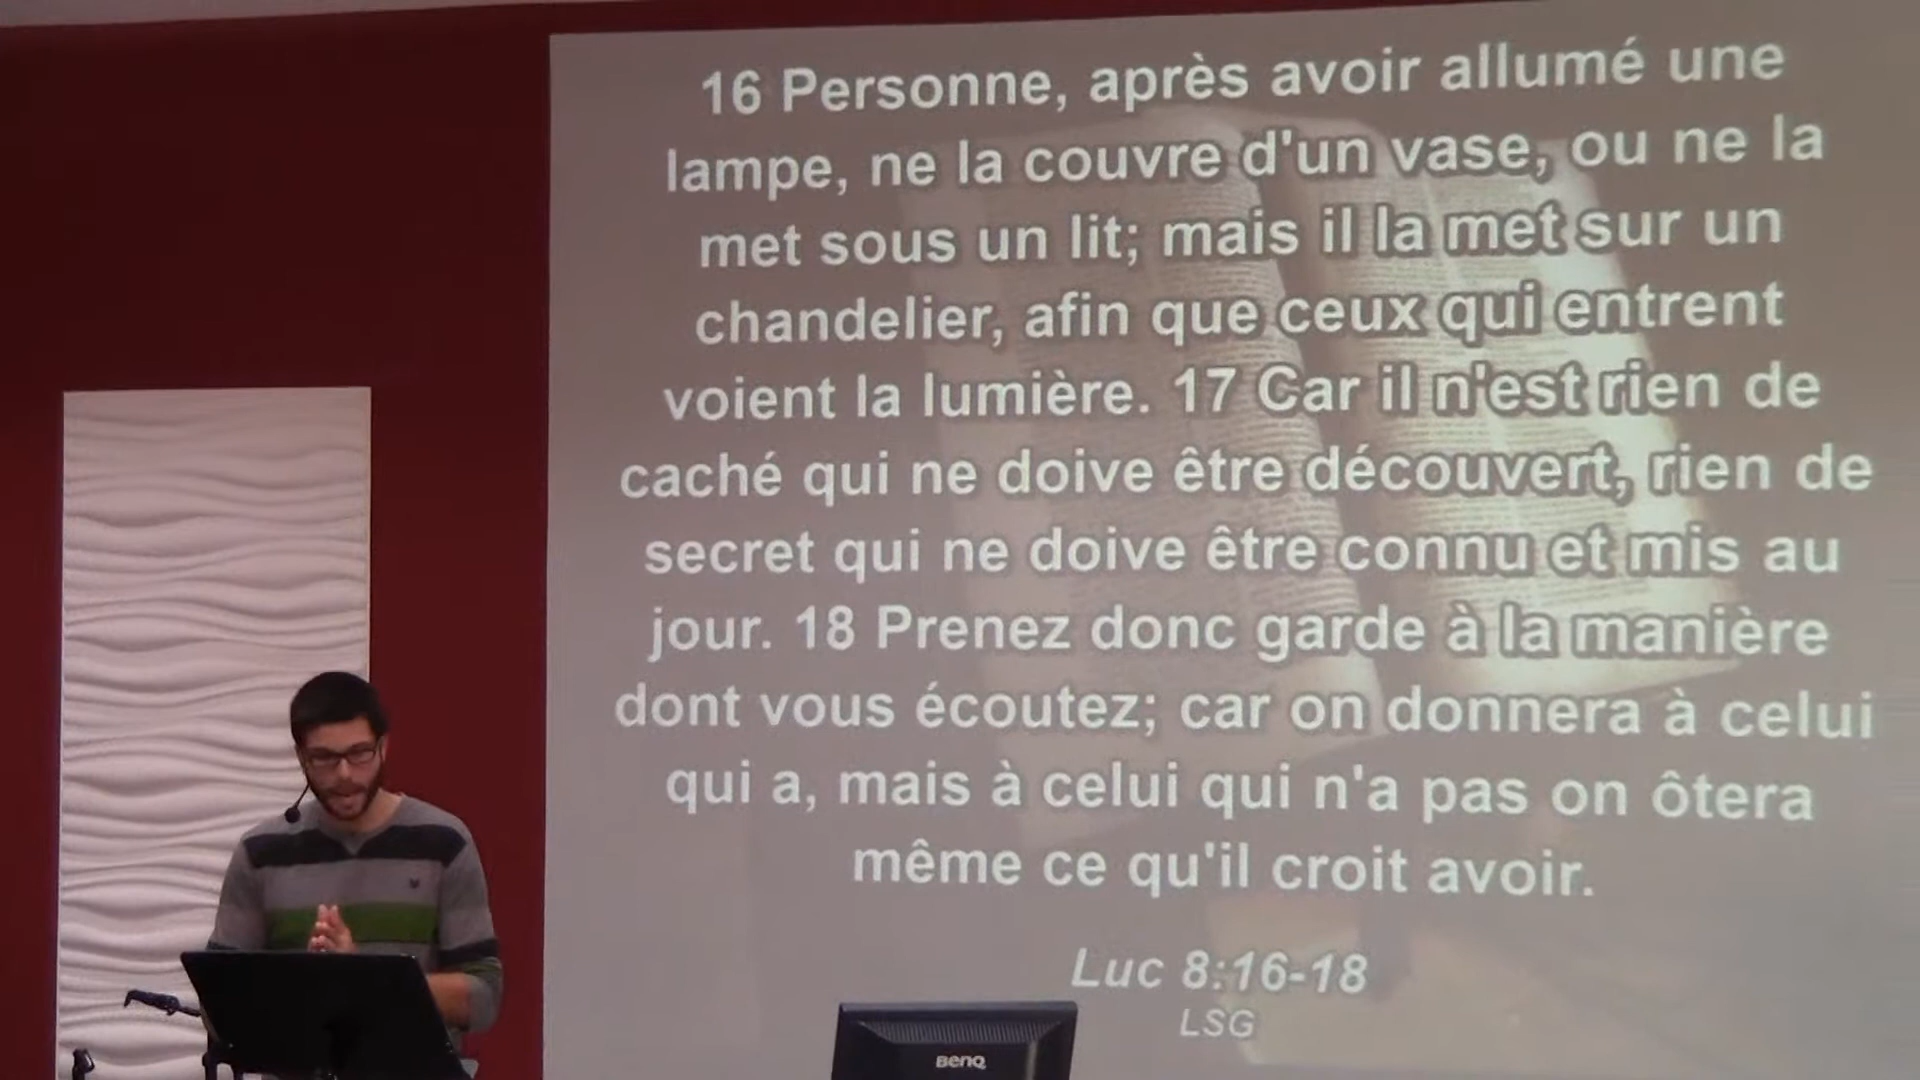 16 Personne, après avoir allumé une
lampe, ne la couvre d'un vase, ou ne la
met sous un lit; mais il la met sur un
chandelier, afin que ceux qui entrent
voient la lumière. 17 Car il n'est rien de
caché qui ne doive être découvert, rien de
secret qui ne doive être connu et mis au
jour. 18 Prenez donc garde à la manière
dont vous écoutez; car on donnera à celui
qui a, mais à celui qui n'a pas on ôtera
même ce qu'il croit avoir.
Luc 8:16-18
LSG
BenQ